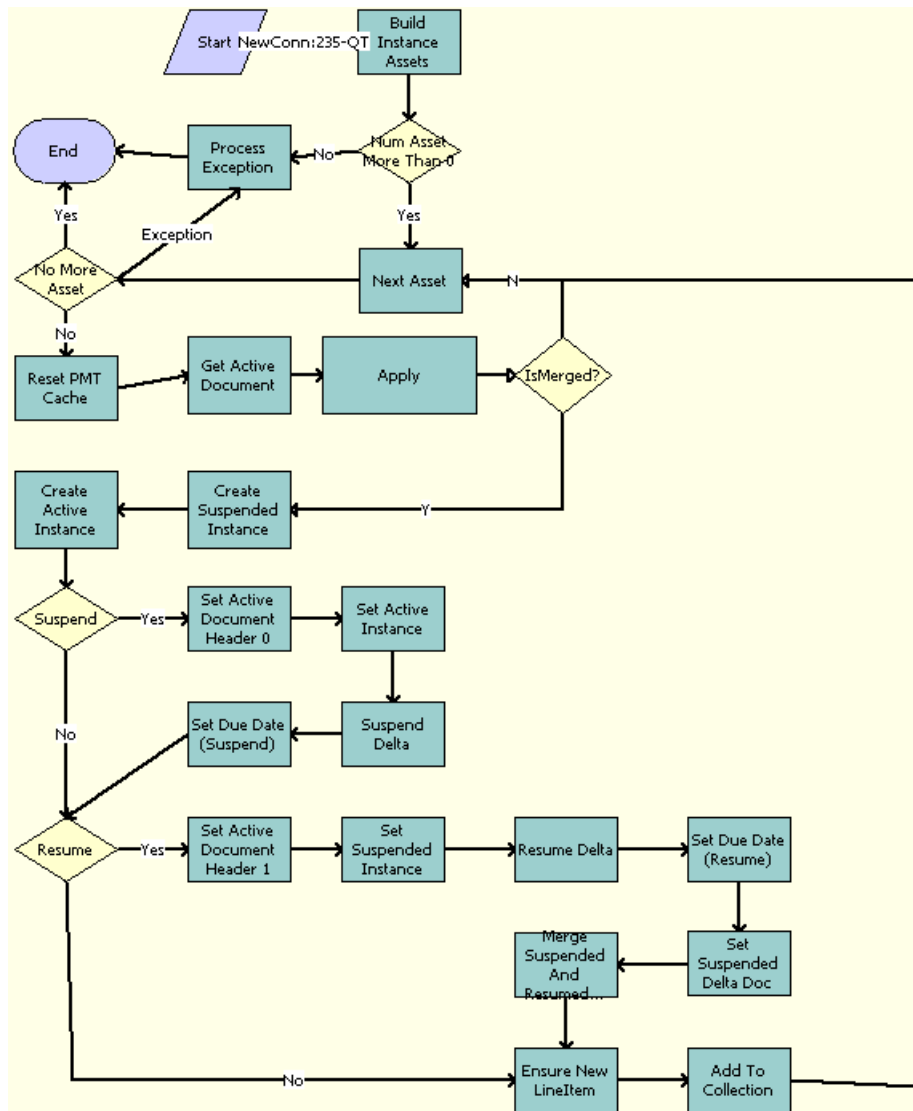 Start
NewConn:235-QT
Build
Instance
Assets
End
Process
Exception
No
Num Asset
More Than 0
Yes
Yes
Exception
No More
Asset
Next Asset
N
No
Reset PMT
Cache
Get Active
Document
Apply
IsMerged?
Create
Active
Instance
Create
Suspended
Instance
Y
Suspend
Yes
Set Active
Document
Header 0
Set Active
Instance
No
Set Due Date
(Suspend)
Suspend
Delta
Resume
Yes
Set Active
Document
Header 1
Set
Suspended
Instance
Resume Delta
Set Due Date
(Resume)
Merge
Suspended
And
Resumed...
Set
Suspended
Delta Doc
No
Ensure New
LineItem
Add To
Collection